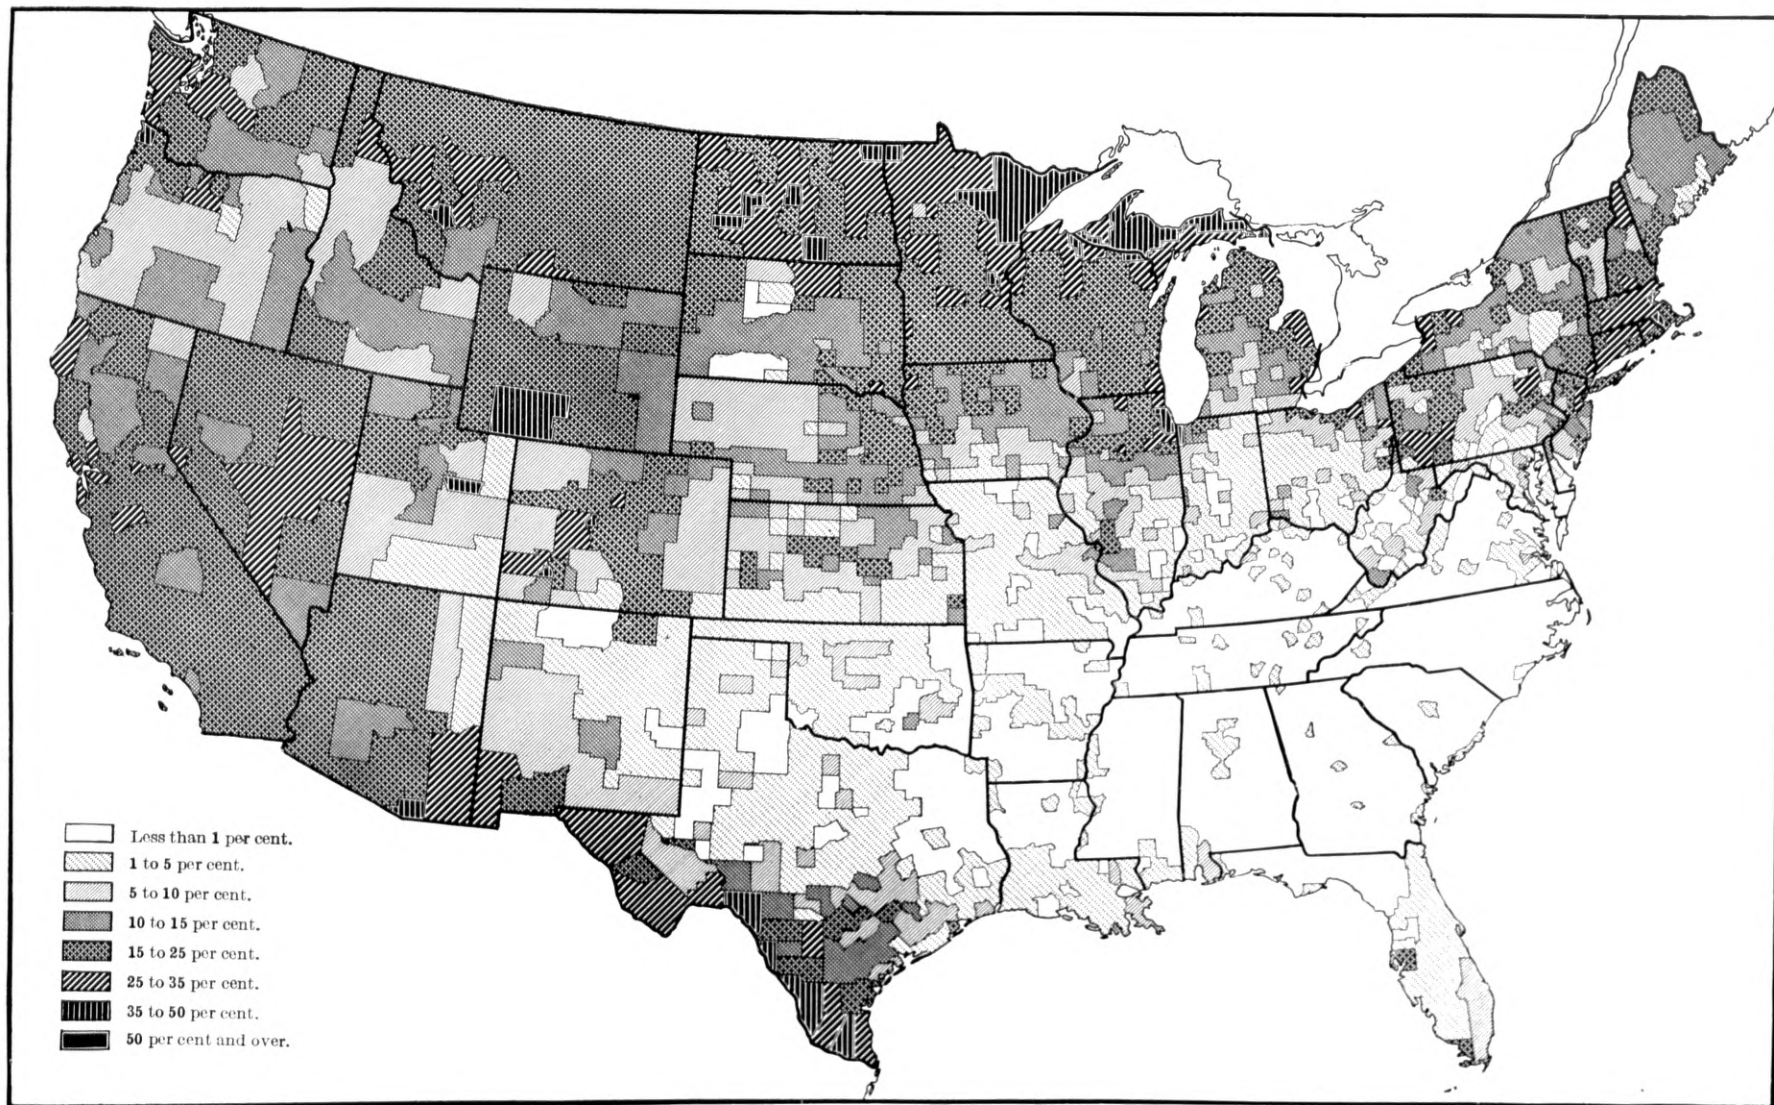 Less than 1 per cent.
1 to 5 per cent.
5 to 10 per cent.
10 to 15 per cent.
15 to 25 per cent.
25 to 35 per cent.
35 to 50 per cent.
50 per cent and over.